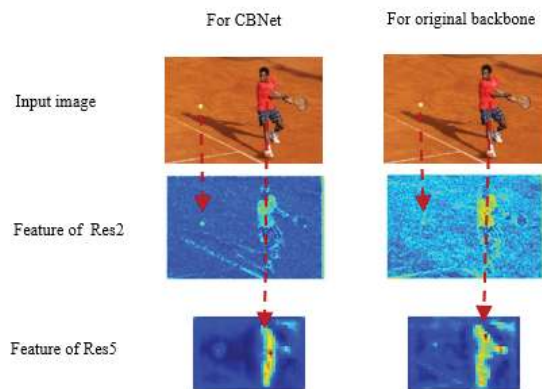 For CBNet
For original backbone
Input image
Feature of Res2
Feature of Res5